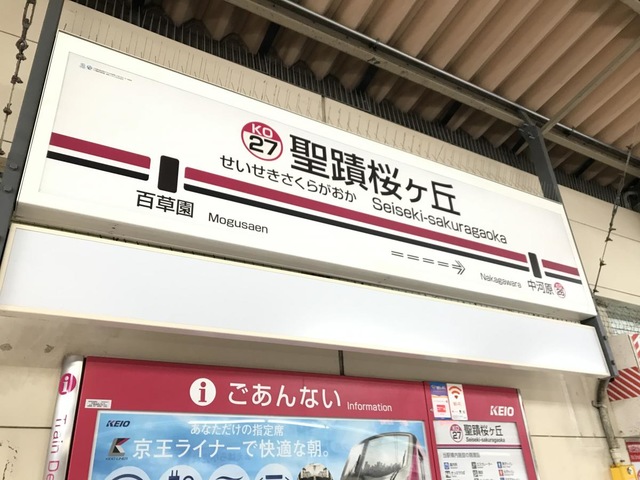 KO
27
聖蹟桜ヶ丘
せいせきさくらがおか
Seiseki-sakuragaoka
百草園
Mogusaen
Nakagawara
中河原
i ごあんない Information
KEIO
あなただけの指定席
京王ライナーで快適な朝。
KEIO
KO
27
聖蹟桜ヶ丘
Seiseki-sakuragaoka
i
Train De